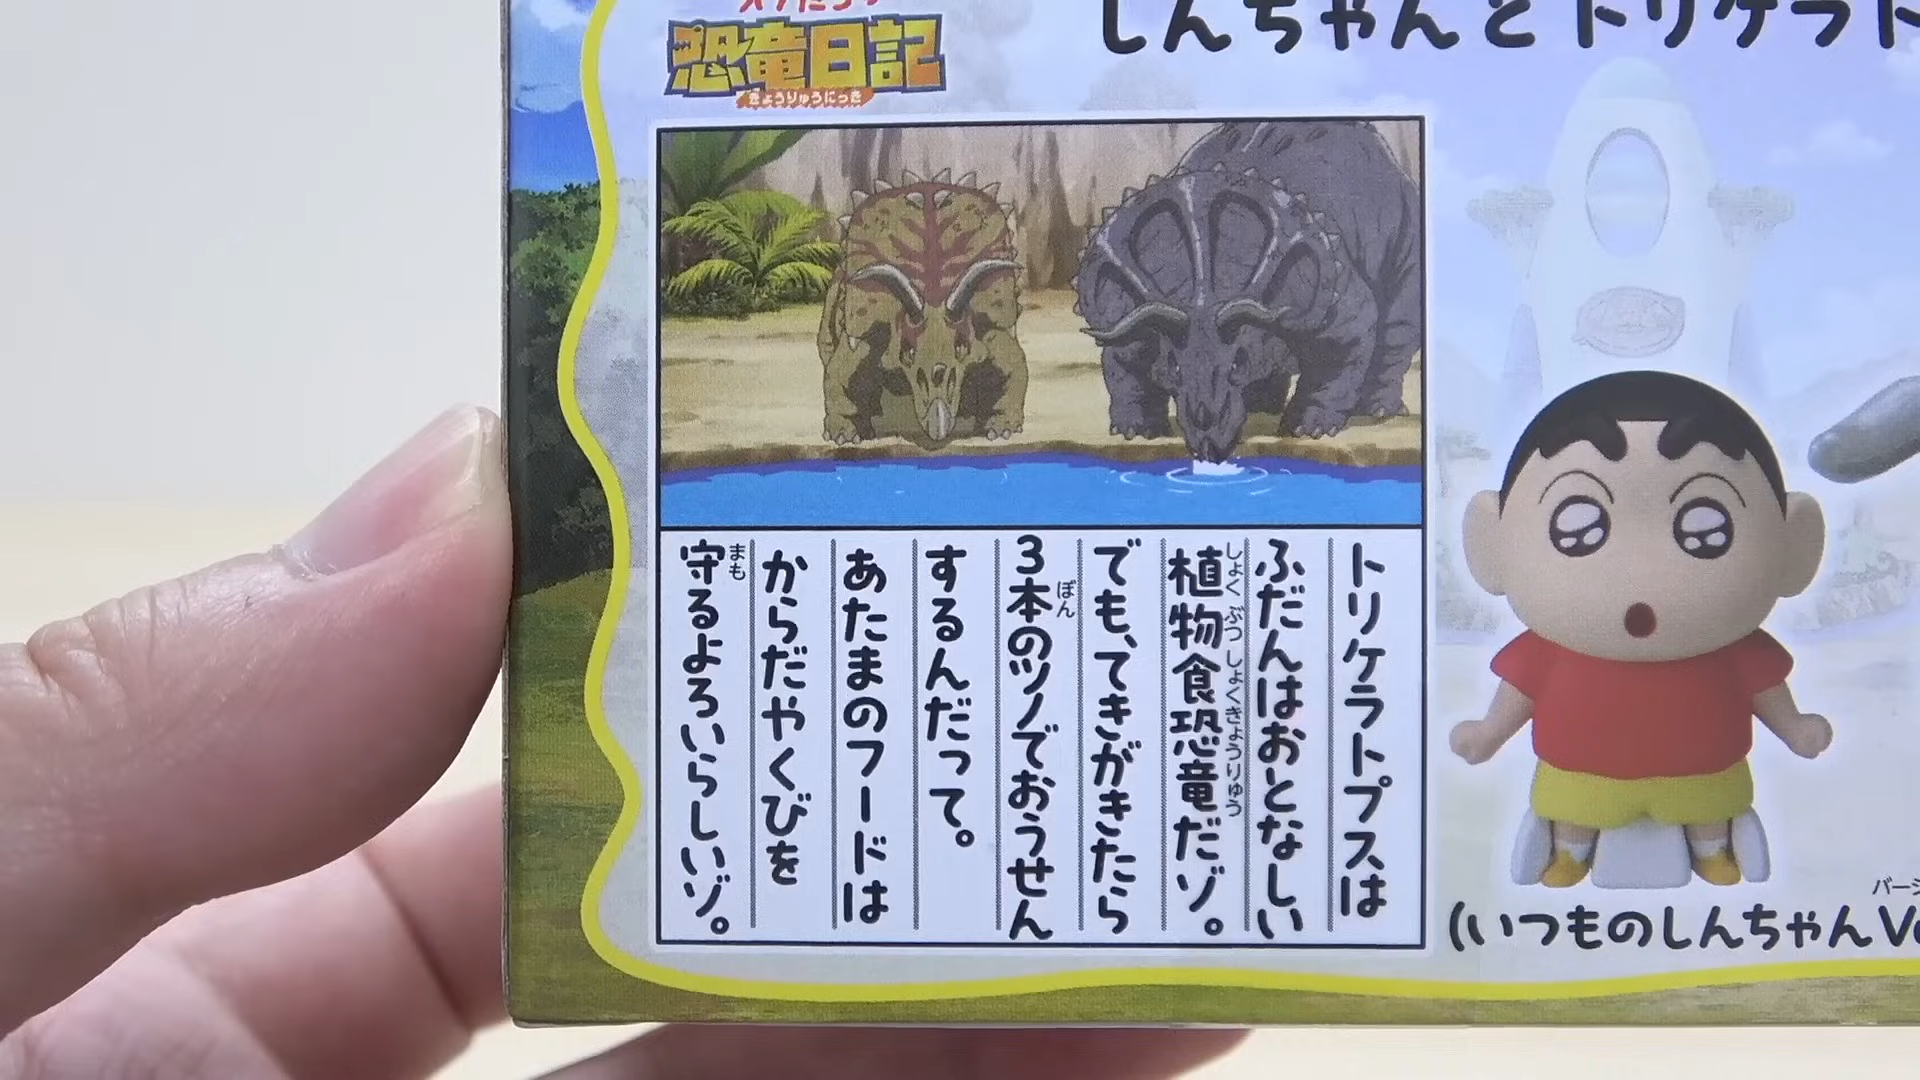 恐竜日記
きょうりゅうにっき
しんちゃんとトリケラト
トリケラトプスは
ふだんはおとなしい
植物食恐竜だゾ。
しょくぶつしょくきょうりゅう
でも、てきがきたら
3本のツノでおうせん
ぼん
するんだって。
あたまのフードは
からだやくびを
守るよろいらしいゾ。
まも
バージ
(いつものしんちゃんVe